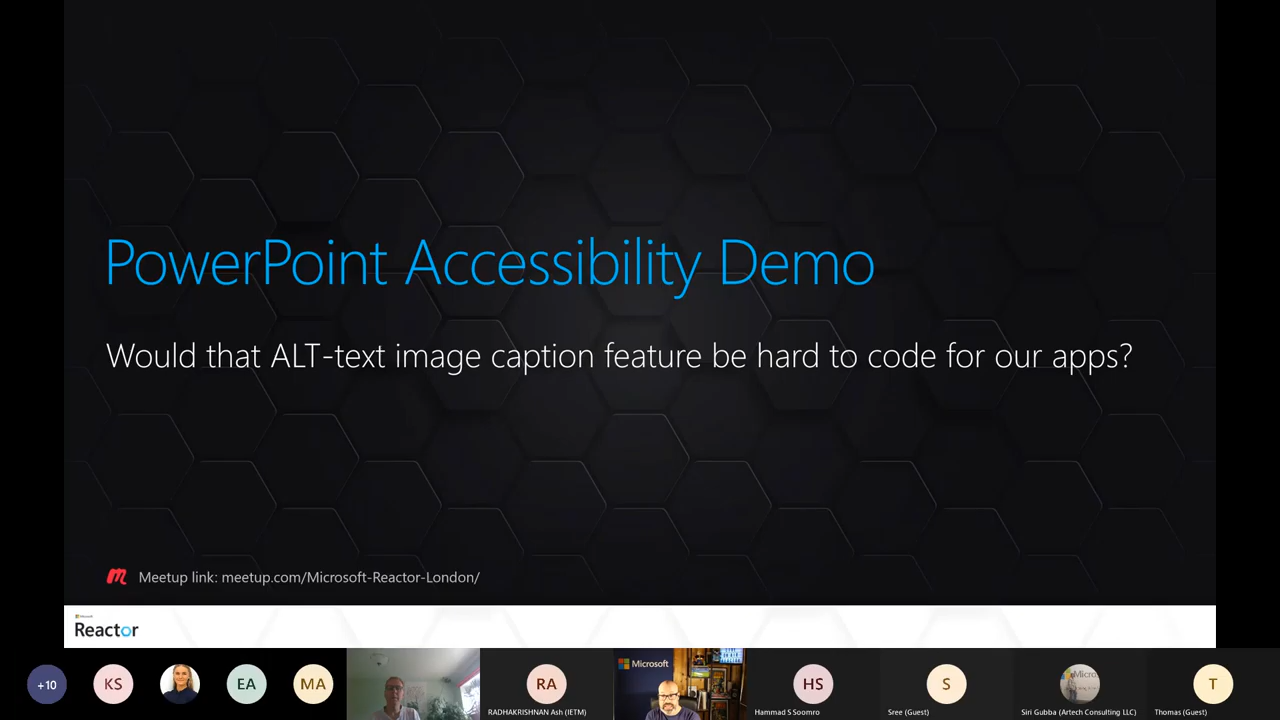 PowerPoint Accessibility Demo
Would that ALT-text image caption feature be hard to code for our apps?
Meetup link: meetup.com/Microsoft-Reactor-London/
Microsoft
Reactor
+10
KS
EA
MA
RA
RADHAKRISHNAN Ash (IETM)
Microsoft
HS
Hammad S Soomro
S
Sree (Guest)
Micro
Siri Gubba (Artech Consulting LLC)
T
Thomas (Guest)